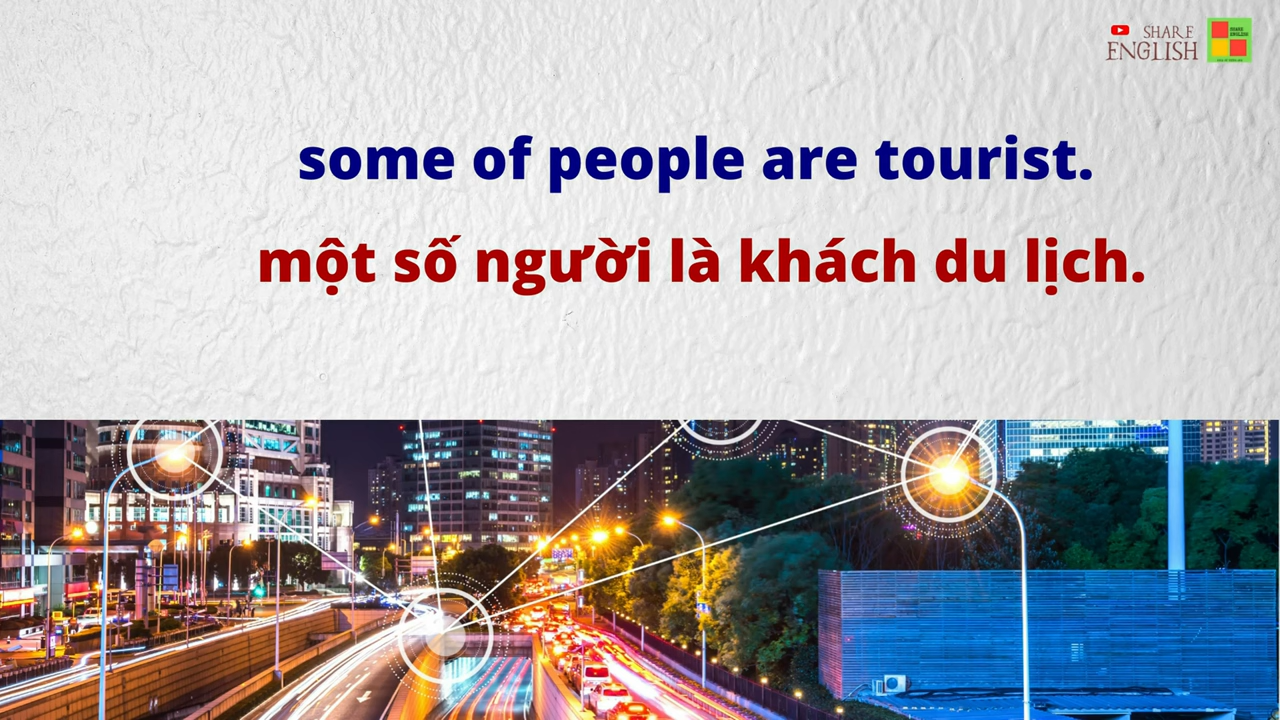 SHARE
ENGLISH
some of people are tourist.
một số người là khách du lịch.